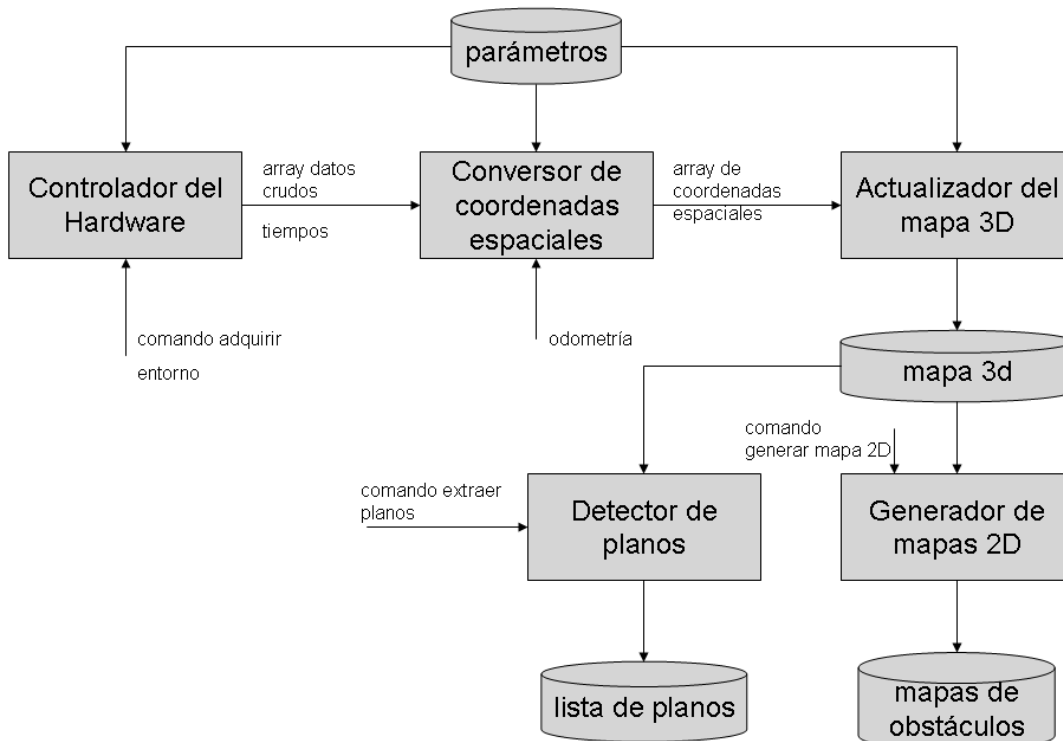 parámetros
Controlador del
Hardware
array datos
crudos
tiempos
Conversor de
coordenadas
espaciales
array de
coordenadas
espaciales
Actualizador del
mapa 3D
comando adquirir
entorno
odometría
mapa 3d
comando
generar mapa 2D
comando extraer
planos
Detector de
planos
Generador de
mapas 2D
lista de planos
mapas de
obstáculos